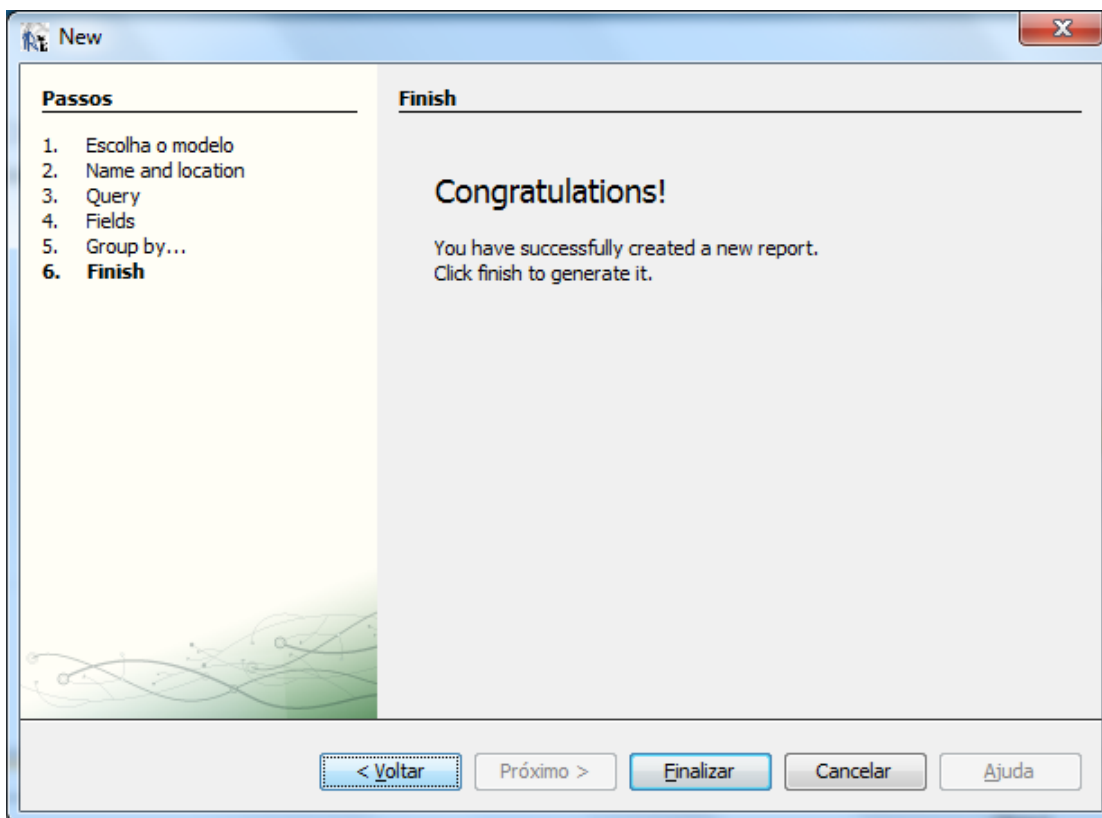 New
Passos
1. Escolha o modelo
2. Name and location
3. Query
4. Fields
5. Group by...
6. Finish
Finish
Congratulations!
You have successfully created a new report.
Click finish to generate it.
< Voltar
Próximo >
Finalizar
Cancelar
Ajuda